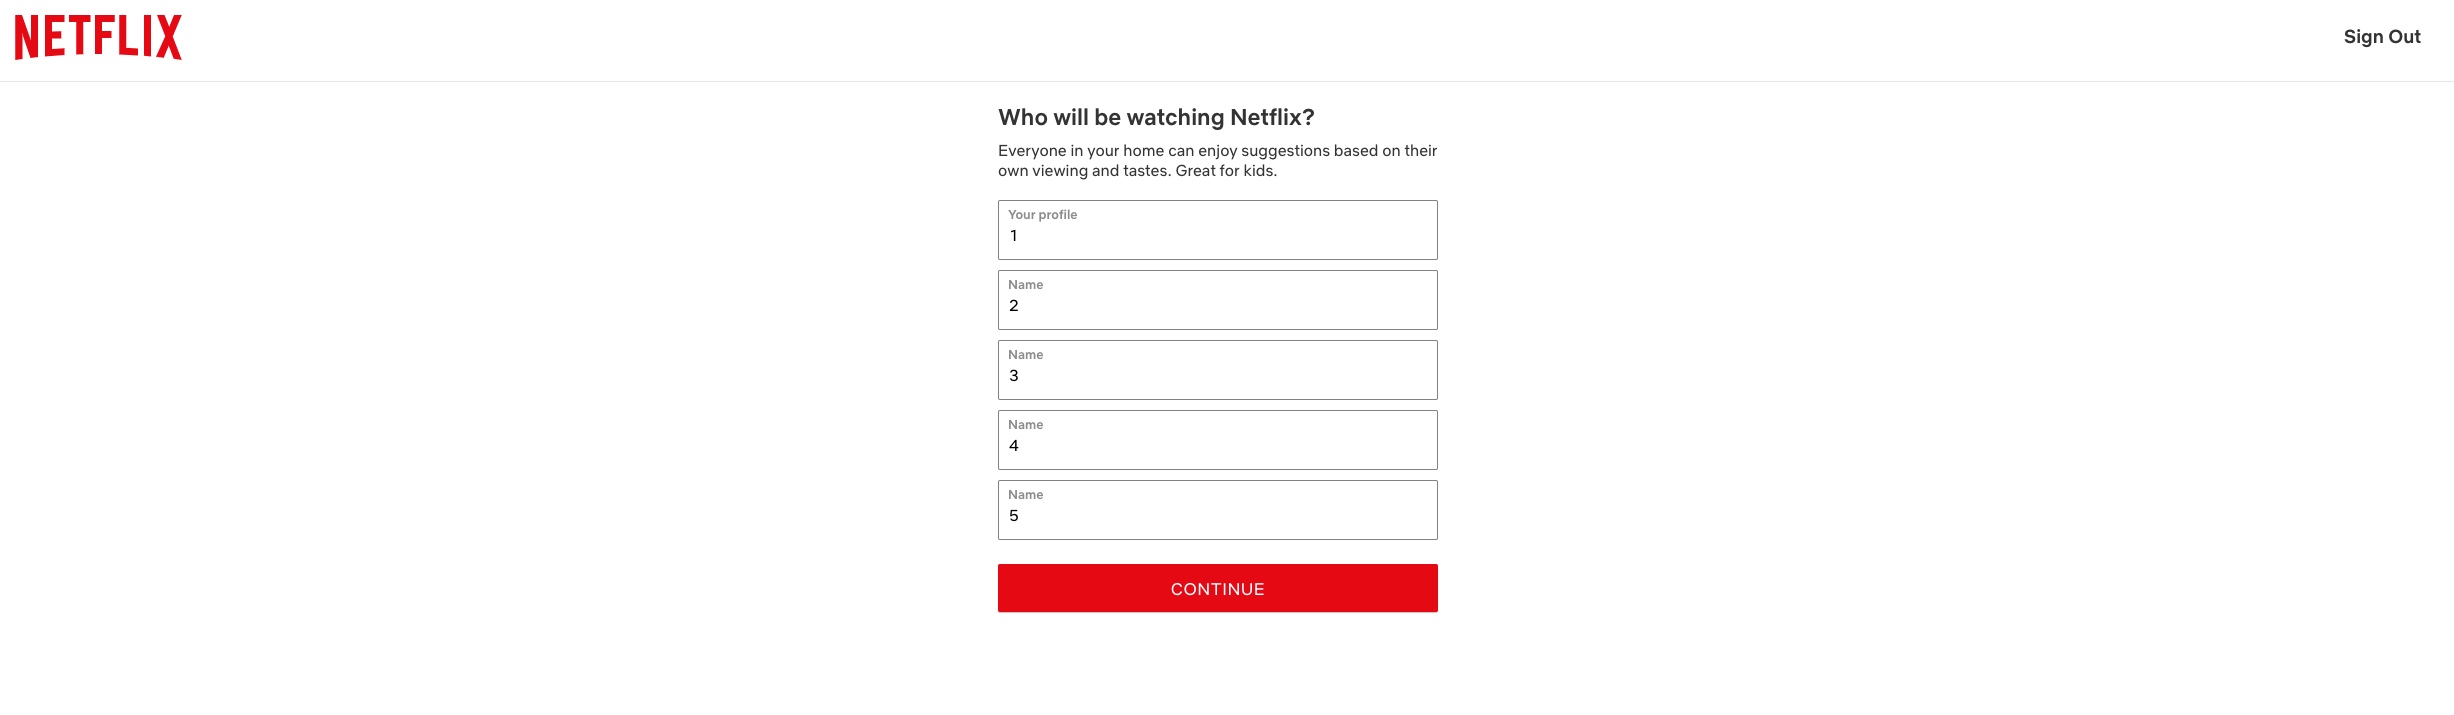 NETFLIX
Sign Out
Who will be watching Netflix?
Everyone in your home can enjoy suggestions based on their
own viewing and tastes. Great for kids.
Your profile
1
Name
2
Name
3
Name
4
Name
5
CONTINUE